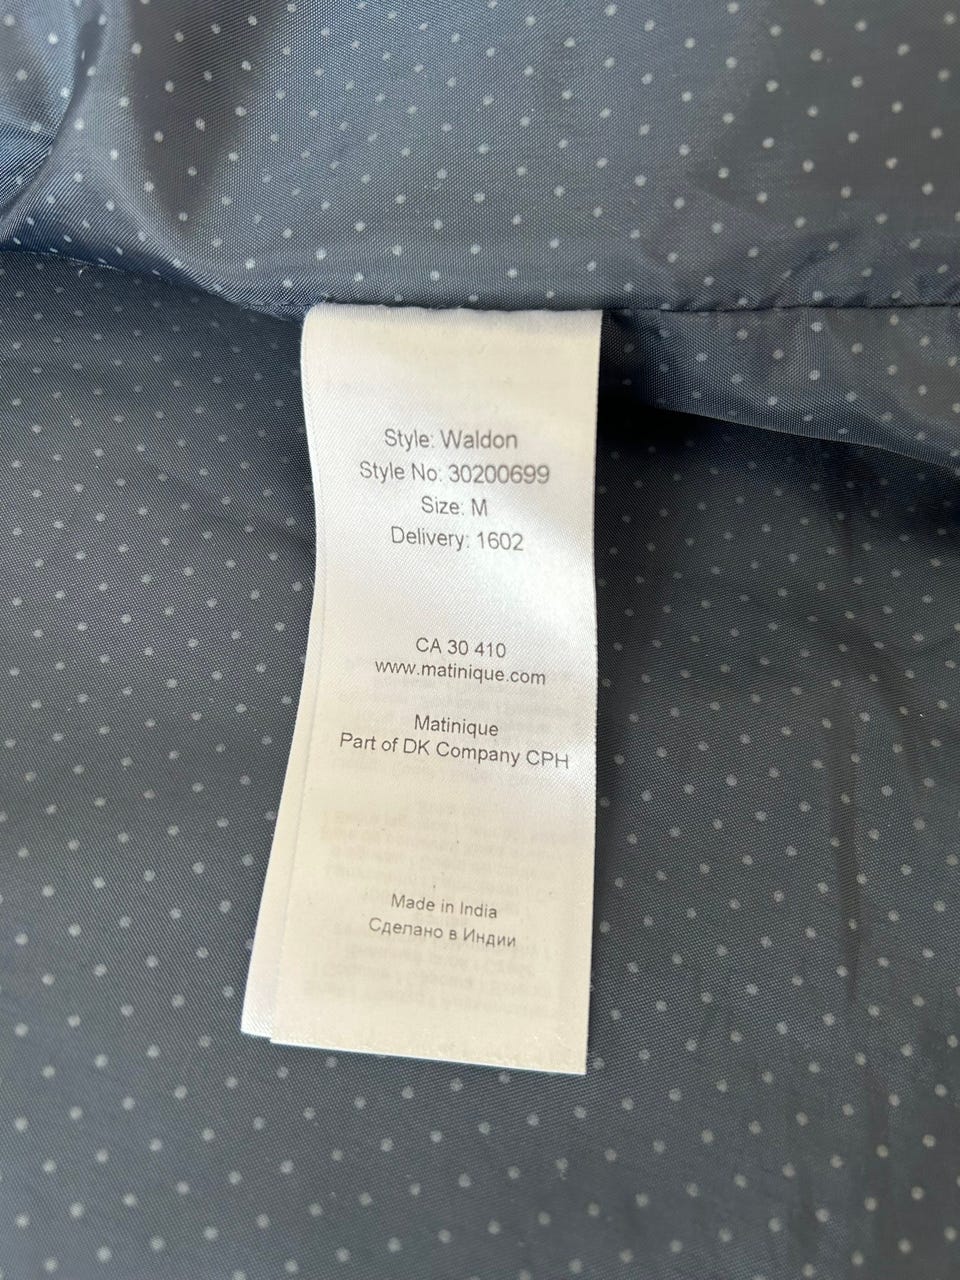 Style: Waldon
Style No: 30200699
Size: M
Delivery: 1602
CA 30 410
www.matinique.com
Matinique
Part of DK Company CPH
Made in India
Сделано в Индии